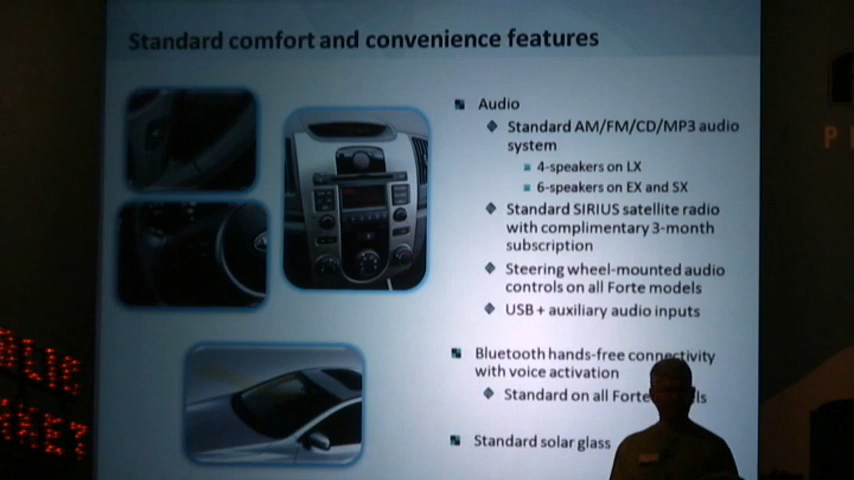 Standard comfort and convenience features
Audio
Standard AM/FM/CD/MP3 audio
system
4-speakers on LX
6-speakers on EX and SX
Standard SIRIUS satellite radio
with complimentary 3-month
subscription
Steering wheel-mounted audio
controls on all Forte models
USB + auxiliary audio inputs
Bluetooth hands-free connectivity
with voice activation
Standard on all Forte
Standard solar glass